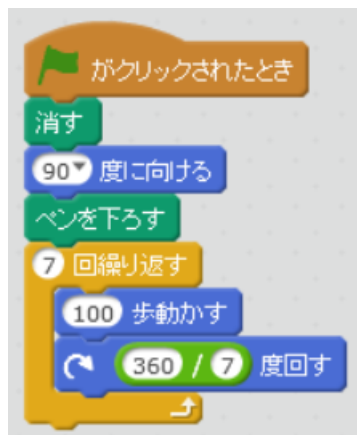 がクリックされたとき
消す
90 度に向ける
ペンを下ろす
7 回繰り返す
100 歩動かす
360 / 7 度回す